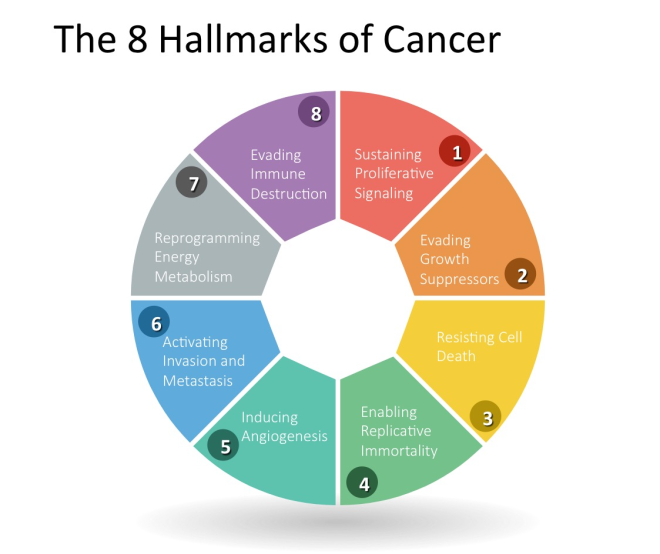 The 8 Hallmarks of Cancer
1
Sustaining
Proliferative
Signaling
2
Evading
Growth
Suppressors
3
Resisting Cell
Death
4
Enabling
Replicative
Immortality
5
Inducing
Angiogenesis
6
Activating
Invasion and
Metastasis
7
Reprogramming
Energy
Metabolism
8
Evading
Immune
Destruction